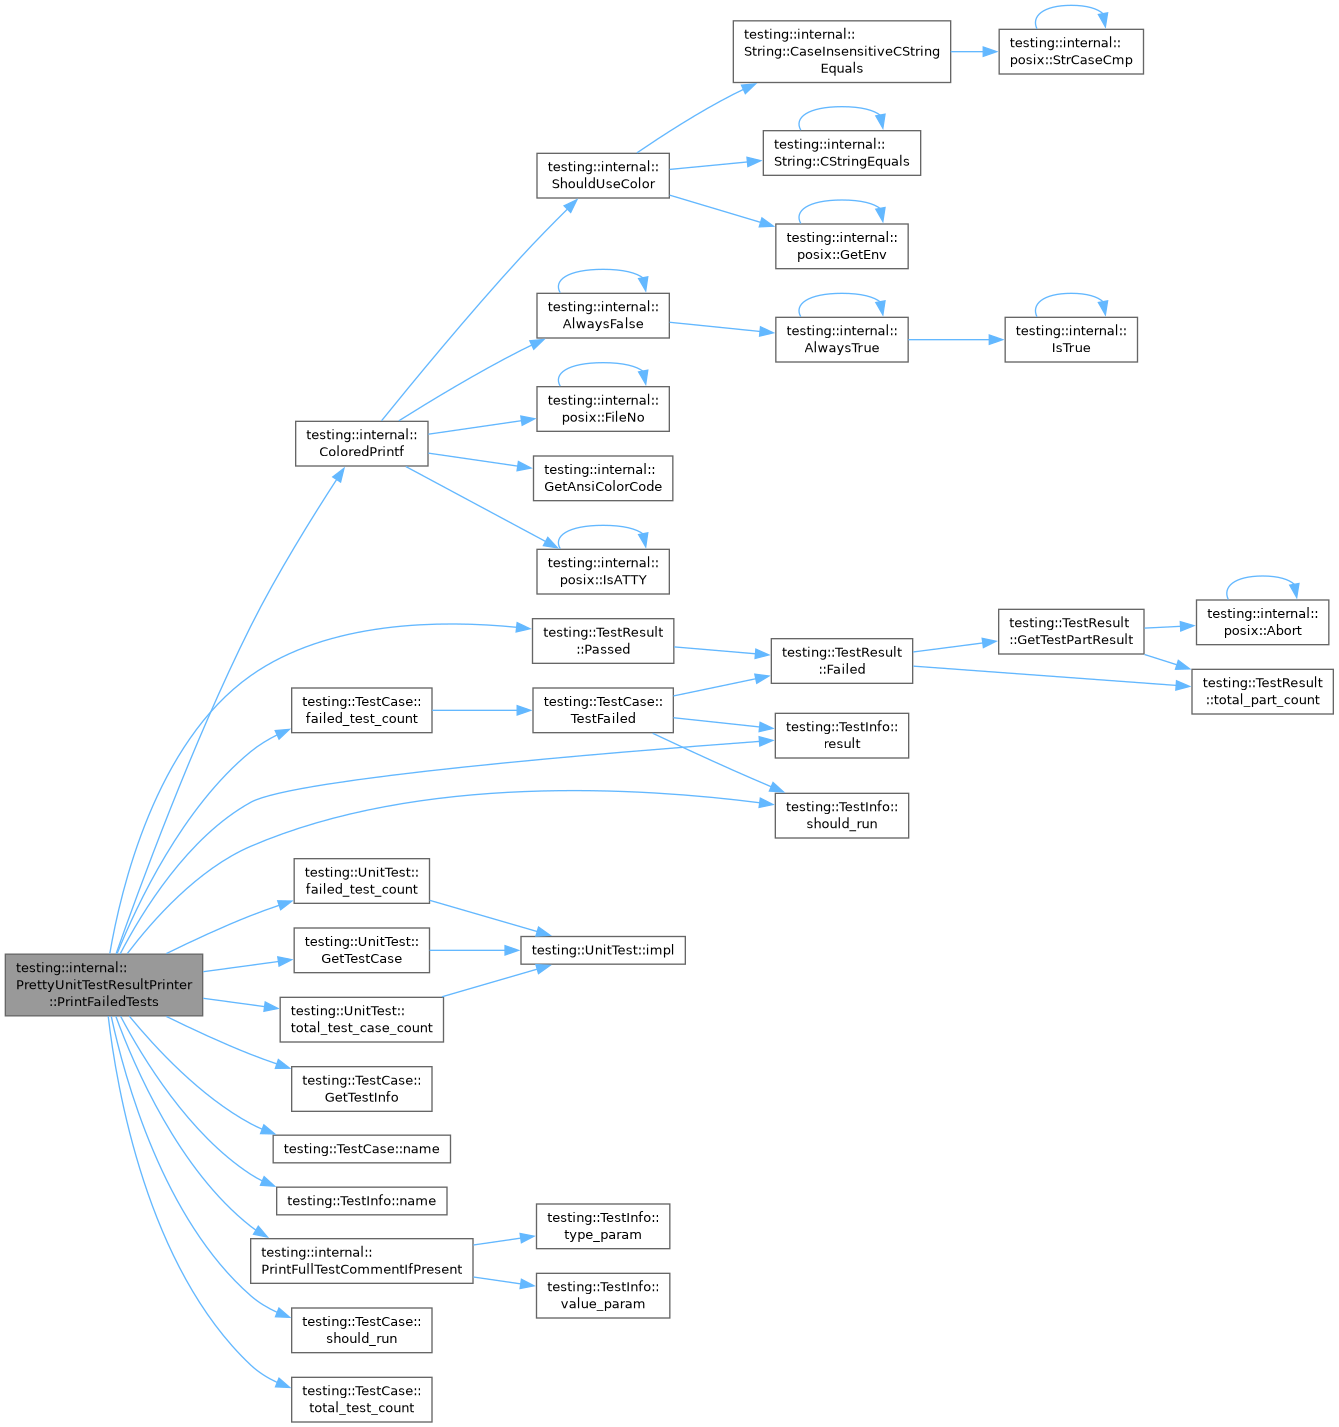 testing::internal::
String::CaseInsensitiveCString
Equals
testing::internal::
posix::StrCaseCmp
testing::internal::
String::CStringEquals
testing::internal::
ShouldUseColor
testing::internal::
posix::GetEnv
testing::internal::
AlwaysFalse
testing::internal::
AlwaysTrue
testing::internal::
IsTrue
testing::internal::
posix::FileNo
testing::internal::
ColoredPrintf
testing::internal::
GetAnsiColorCode
testing::internal::
posix::IsATTY
testing::internal::
posix::Abort
testing::TestResult
::Passed
testing::TestResult
::GetTestPartResult
testing::TestResult
::Failed
testing::TestResult
::total_part_count
testing::TestCase::
failed_test_count
testing::TestCase::
TestFailed
testing::TestInfo::
result
testing::TestInfo::
should_run
testing::UnitTest::
failed_test_count
testing::UnitTest::
GetTestCase
testing::UnitTest::impl
testing::internal::
PrettyUnitTestResultPrinter
::PrintFailedTests
testing::UnitTest::
total_test_case_count
testing::TestCase::
GetTestInfo
testing::TestCase::name
testing::TestInfo::name
testing::TestInfo::
type_param
testing::internal::
PrintFullTestCommentIfPresent
testing::TestInfo::
value_param
testing::TestCase::
should_run
testing::TestCase::
total_test_count